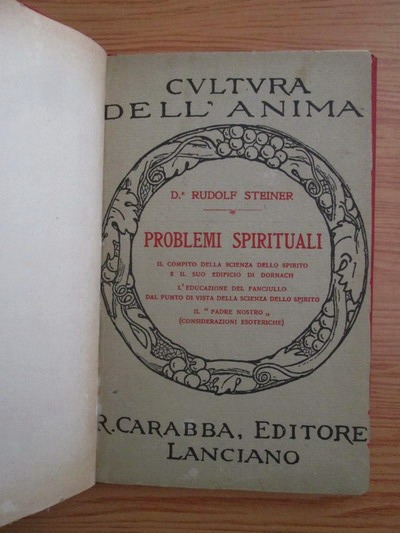 CVLTVRA
DELL' ANIMA
D.R RUDOLF STEINER
PROBLEMI SPIRITUALI
IL COMPITO DELLA SCIENZA DELLO SPIRITO
E IL SUO EDIFICIO DI DORNACH
L'EDUCAZIONE DEL FANCIULLO
DAL PUNTO DI VISTA DELLA SCIENZA DELLO SPIRITO
IL " PADRE NOSTRO „
(CONSIDERAZIONI ESOTERICHE)
R. CARABBA, EDITORE
LANCIANO